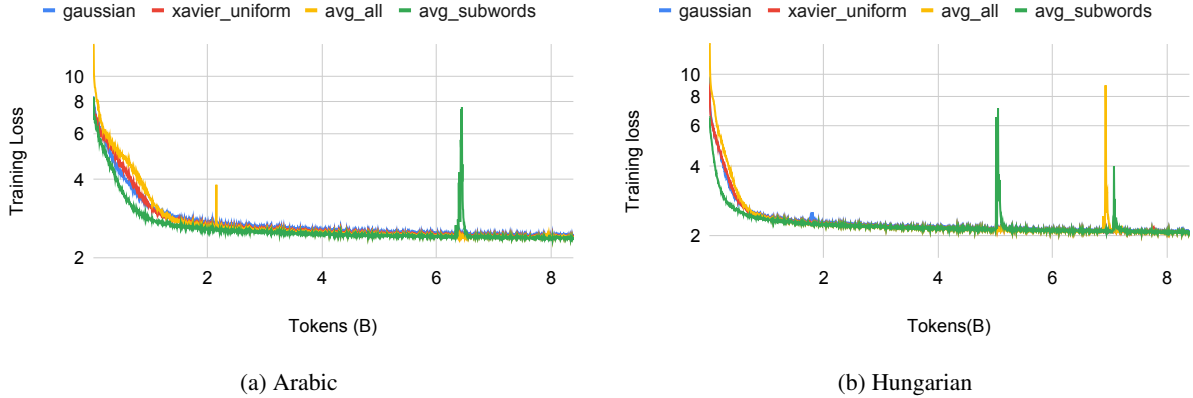 gaussian xavier_uniform avg_all avg_subwords
Training Loss
10
8
6
4
2
2 4 6 8
Tokens (B)
(a) Arabic
gaussian xavier_uniform avg_all avg_subwords
Training loss
10
8
6
4
2
2 4 6 8
Tokens(B)
(b) Hungarian